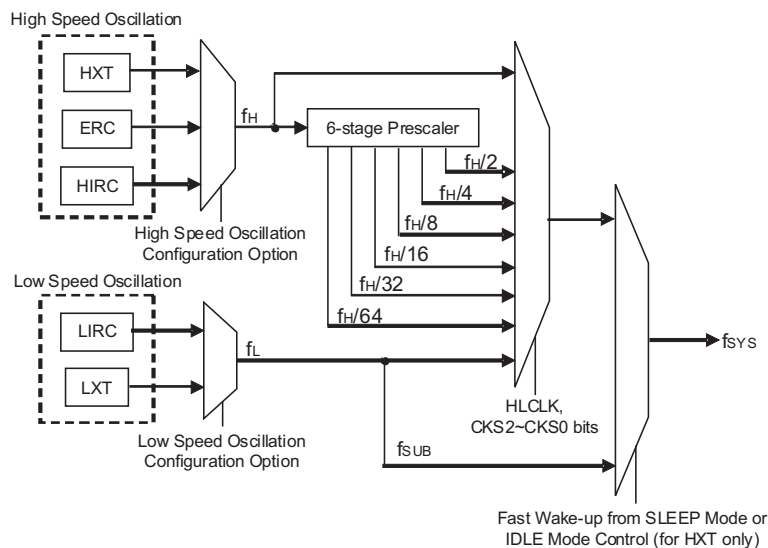 High Speed Oscillation
HXT
ERC
HIRC
fH
6-stage Prescaler
fH/2
fH/4
fH/8
fH/16
fH/32
fH/64
High Speed Oscillation
Configuration Option
Low Speed Oscillation
LIRC
LXT
fL
Low Speed Oscillation
Configuration Option
fSUB
HLCLK,
CKS2~CKS0 bits
fSYS
Fast Wake-up from SLEEP Mode or
IDLE Mode Control (for HXT only)